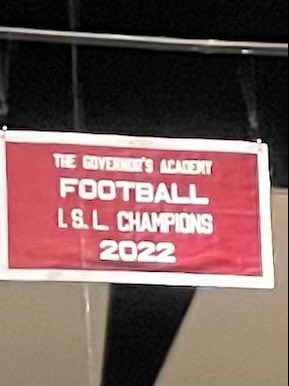 THE GOVERNOR'S ACADEMY
FOOTBALL
I.S.L. CHAMPIONS
2022